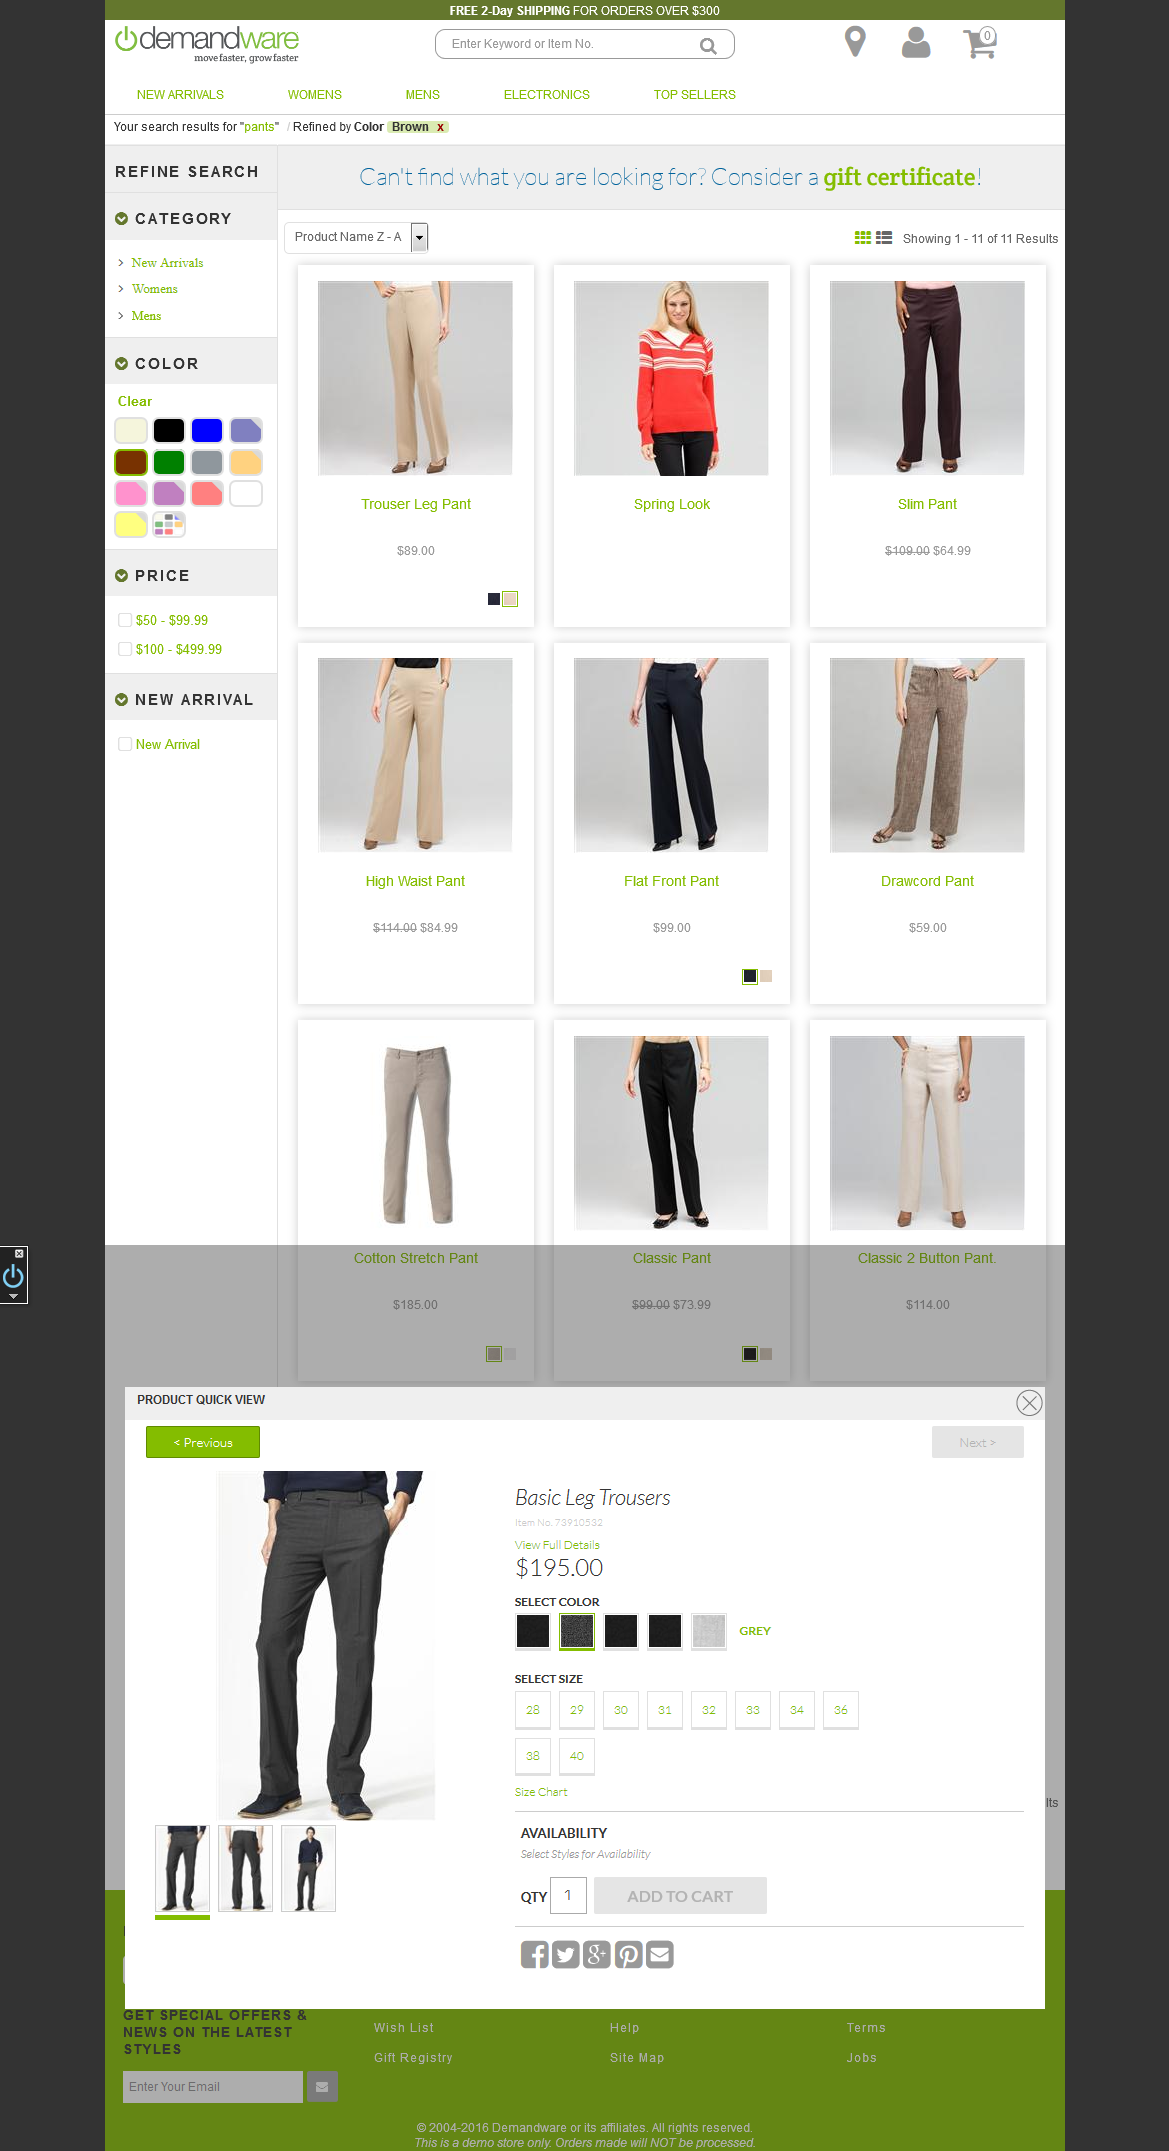 FREE 2-Day SHIPPING FOR ORDERS OVER $300
demandware
move faster, grow faster
Enter Keyword or Item No.
0
NEW ARRIVALS WOMENS MENS ELECTRONICS TOP SELLERS
Your search results for "pants" / Refined by Color Brown x
REFINE SEARCH
CATEGORY
New Arrivals
Womens
Mens
COLOR
Clear
PRICE
$50 - $99.99
$100 - $499.99
NEW ARRIVAL
New Arrival
Can't find what you are looking for? Consider a gift certificate!
Product Name Z - A
Showing 1 - 11 of 11 Results
Trouser Leg Pant
$89.00
Spring Look
Slim Pant
$109.00 $64.99
High Waist Pant
$114.00 $84.99
Flat Front Pant
$99.00
Drawcord Pant
$59.00
Cotton Stretch Pant
$185.00
Classic Pant
$99.00 $73.99
Classic 2 Button Pant.
$114.00
PRODUCT QUICK VIEW
< Previous
Next >
Basic Leg Trousers
Item No. 73910532
View Full Details
$195.00
SELECT COLOR
GREY
SELECT SIZE
28 29 30 31 32 33 34 36
38 40
Size Chart
AVAILABILITY
Select Styles for Availability
QTY 1 ADD TO CART
lts
GET SPECIAL OFFERS &
NEWS ON THE LATEST
STYLES
Enter Your Email
Wish List
Gift Registry
Help
Site Map
Terms
Jobs
© 2004-2016 Demandware or its affiliates. All rights reserved.
This is a demo store only. Orders made will NOT be processed.